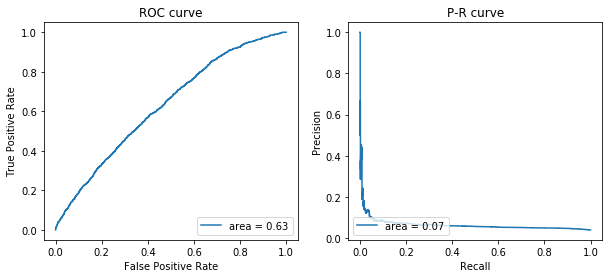 ROC curve
1.0
0.8
0.6
0.4
0.2
0.0
True Positive Rate
0.0 0.2 0.4 0.6 0.8 1.0
False Positive Rate
area = 0.63
P-R curve
1.0
0.8
0.6
0.4
0.2
0.0
Precision
0.0 0.2 0.4 0.6 0.8 1.0
Recall
area = 0.07